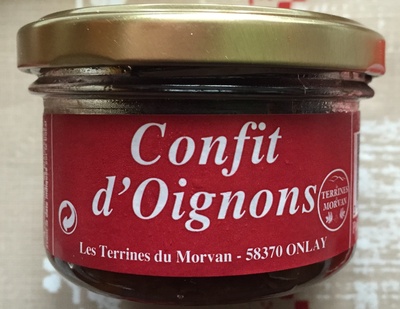 Confit
d'Oignons
TERRINES
MORVAN
Les Terrines du Morvan - 58370 ONLAY